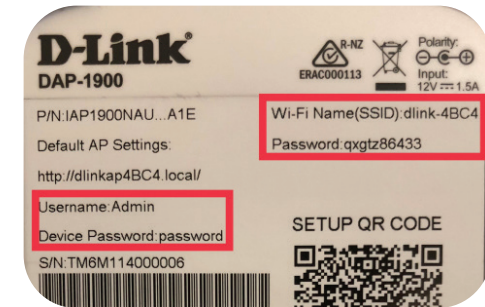 D-Link
DAP-1900
R-NZ
ERAC000113
Polarity:
Input:
12V 1.5A
P/N:IAP1900NAU...A1E
Default AP Settings:
http://dlinkap4BC4.local/
Username:Admin
Device Password:password
S/N:TM6M114000006
Wi-Fi Name(SSID):dlink-4BC4
Password:qxgtz86433
SETUP QR CODE